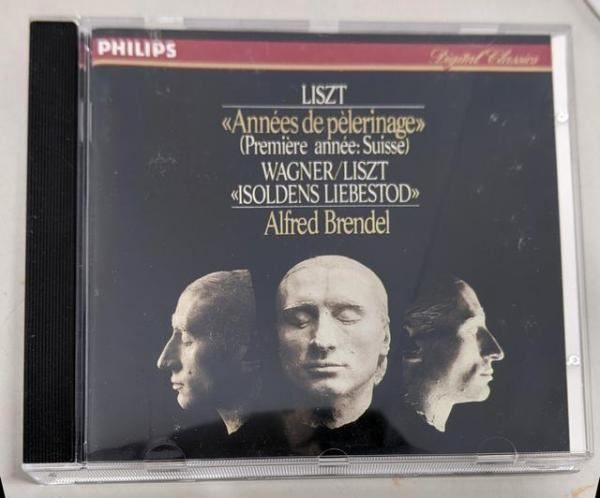 PHILIPS
Digital Classics
LISZT
«Années de pèlerinage»
(Première année: Suisse)
WAGNER/LISZT
«ISOLDENS LIEBESTOD»
Alfred Brendel